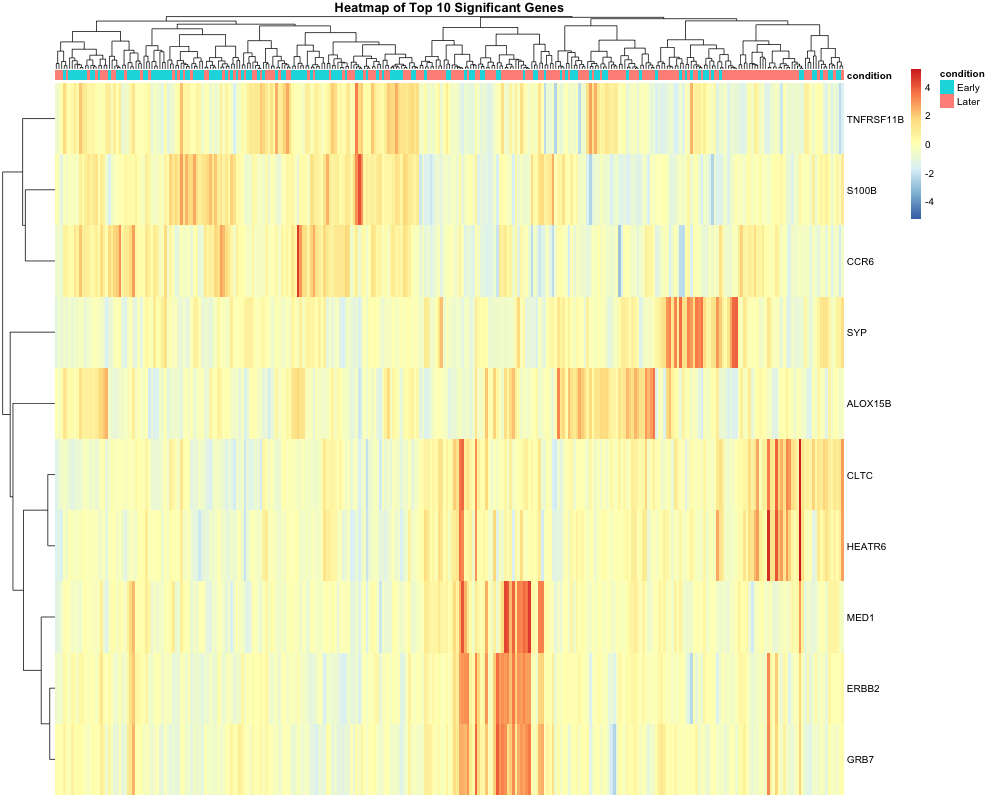 Heatmap of Top 10 Significant Genes
condition
TNFRSF11B
S100B
CCR6
SYP
ALOX15B
CLTC
HEATR6
MED1
ERBB2
GRB7
4
2
0
-2
-4
condition
Early
Later